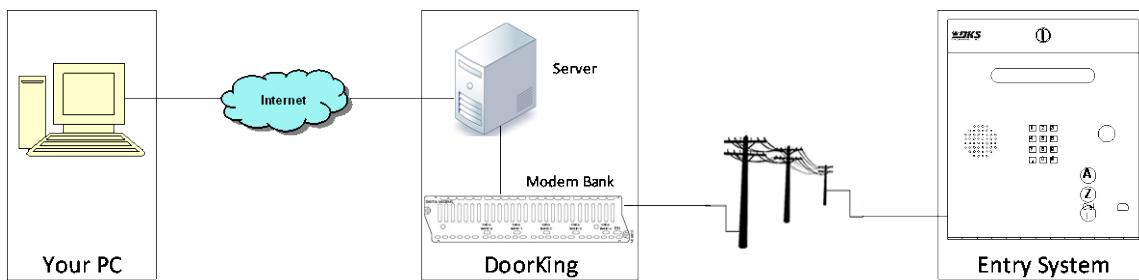 DKS
Server
Internet
Modem Bank
A
Z
Your PC
DoorKing
Entry System